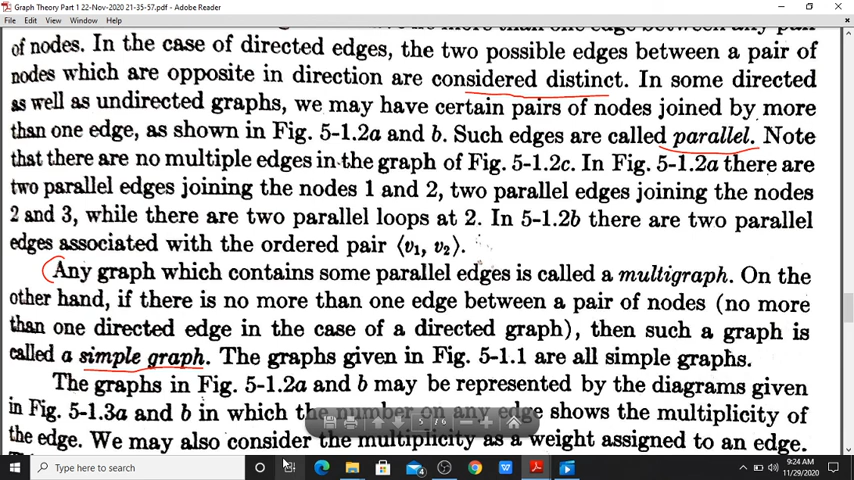 Graph Theory Part 1 22-Nov-2020 21-35-57.pdf - Adobe Reader
File Edit View Window Help
of nodes. In the case of directed edges, the two possible edges between a pair of
nodes which are opposite in direction are considered distinct. In some directed
as well as undirected graphs, we may have certain pairs of nodes joined by more
than one edge, as shown in Fig. 5-1.2a and b. Such edges are called parallel. Note
that there are no multiple edges in the graph of Fig. 5-1.2c. In Fig. 5-1.2a there are
two parallel edges joining the nodes 1 and 2, two parallel edges joining the nodes
2 and 3, while there are two parallel loops at 2. In 5-1.2b there are two parallel
edges associated with the ordered pair ⟨v₁, v₂⟩.
Any graph which contains some parallel edges is called a multigraph. On the
other hand, if there is no more than one edge between a pair of nodes (no more
than one directed edge in the case of a directed graph), then such a graph is
called a simple graph. The graphs given in Fig. 5-1.1 are all simple graphs.
The graphs in Fig. 5-1.2a and b may be represented by the diagrams given
in Fig. 5-1.3a and b in which the number on any edge shows the multiplicity of
the edge. We may also consider the multiplicity as a weight assigned to an edge.
5 / 6
Type here to search
4
W
9:24 AM
11/29/2020